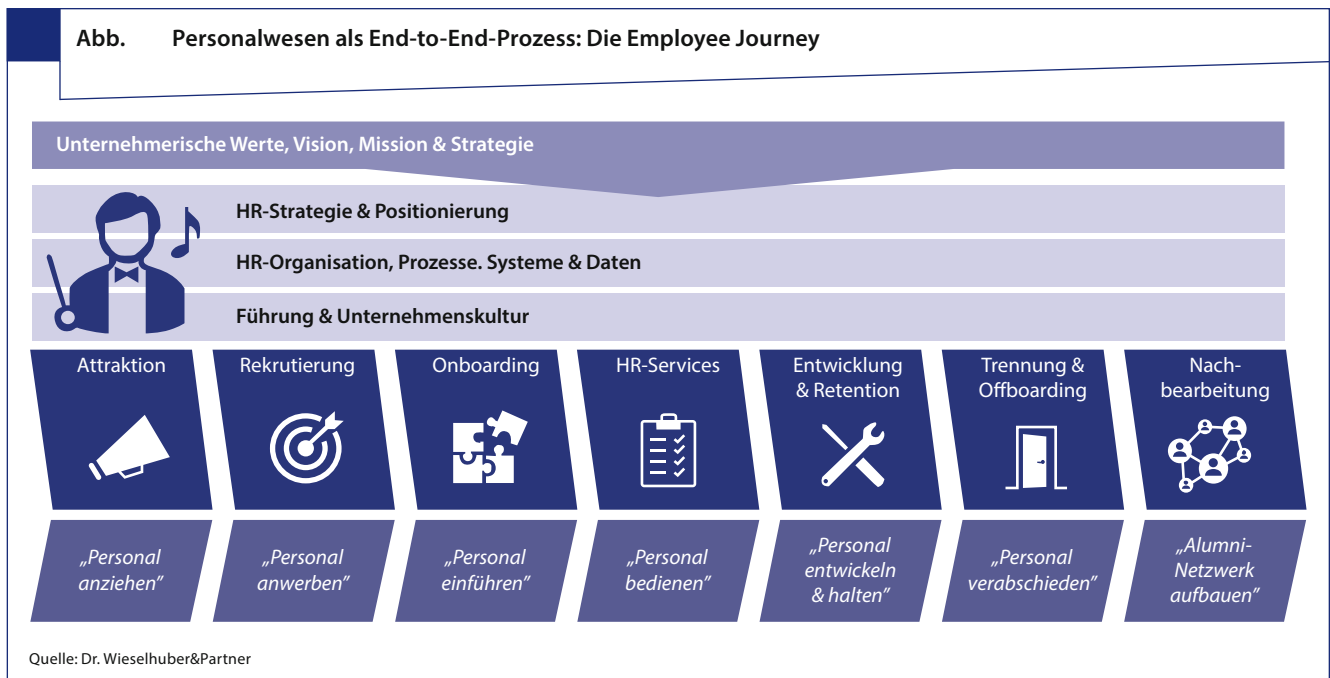 Abb. Personalwesen als End-to-End-Prozess: Die Employee Journey
Unternehmerische Werte, Vision, Mission & Strategie
HR-Strategie & Positionierung
HR-Organisation, Prozesse. Systeme & Daten
Führung & Unternehmenskultur
Attraktion
Rekrutierung
Onboarding
HR-Services
Entwicklung
& Retention
Trennung &
Offboarding
Nach-
bearbeitung
„Personal
anziehen”
„Personal
anwerben”
„Personal
einführen”
„Personal
bedienen”
„Personal
entwickeln
& halten”
„Personal
verabschieden”
„Alumni-
Netzwerk
aufbauen”
Quelle: Dr. Wieselhuber&Partner